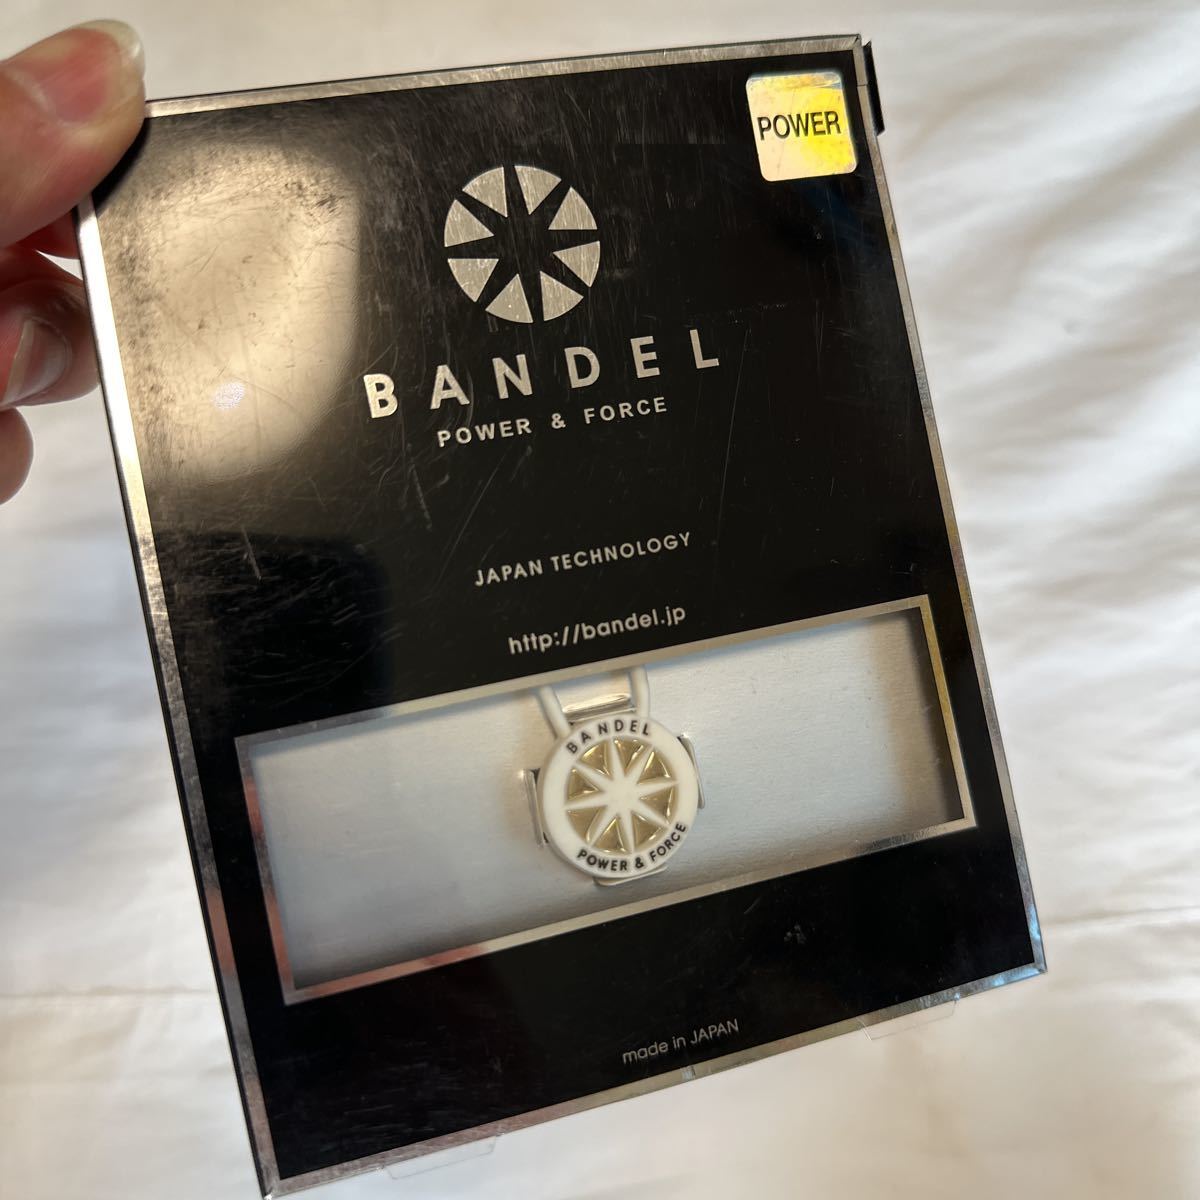 POWER
BANDEL
POWER & FORCE
JAPAN TECHNOLOGY
http://bandel.jp
BANDEL
POWER & FORCE
made in JAPAN